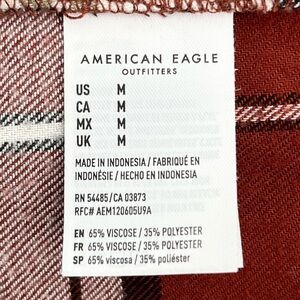 AMERICAN EAGLE
OUTFITTERS
US M
CA M
MX M
UK M
MADE IN INDONESIA / FABRIQUÉ EN
INDONÉSIE / HECHO EN INDONESIA
RN 54485/CA 03873
RFC# AEM120605U9A
EN 65% VISCOSE / 35% POLYESTER
FR 65% VISCOSE / 35% POLYESTER
SP 65% viscosa / 35% poliéster